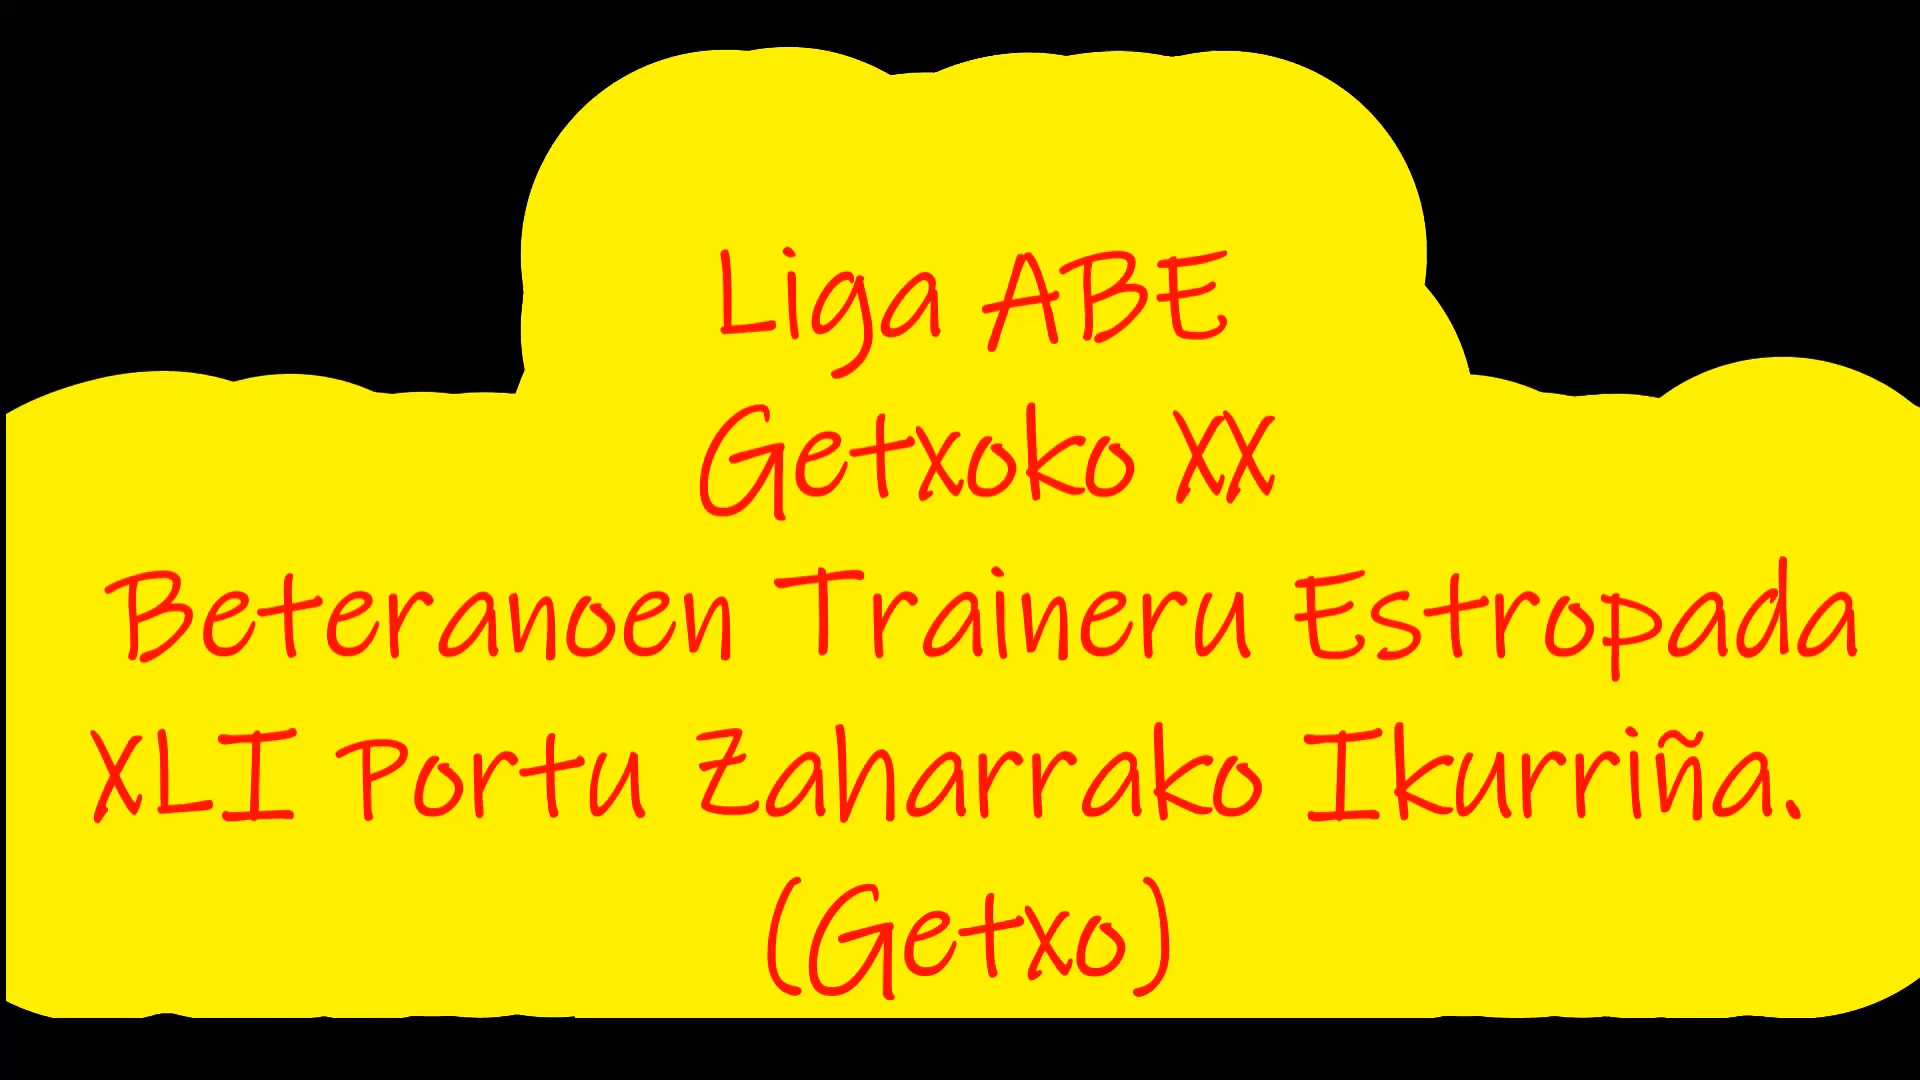 Liga ABE
Getxoko XX
Beteranoen Traineru Estropada
XLI Portu Zaharrako Ikurriña.
(Getxo)